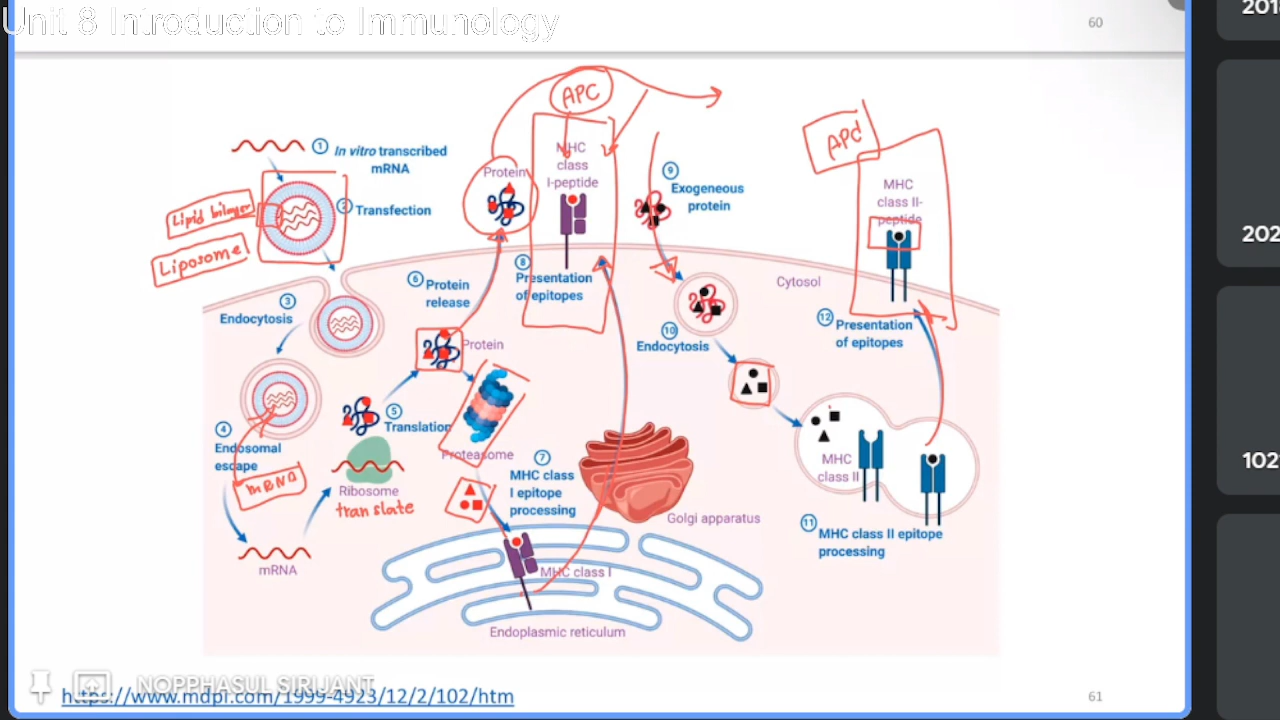 Unit 8 Introduction to Immunology
60
201
202
102
APC
APC
1 In vitro transcribed
mRNA
2 Transfection
Lipid bilayer
Liposome
3
Endocytosis
4
Endosomal
escape
mRNA
mRNA
Ribosome
translate
5
Translation
Protein
6 Protein
release
Protein
Proteasome
7
MHC class
I epitope
processing
MHC class I
Endoplasmic reticulum
Golgi apparatus
MHC
class
I-peptide
8
Presentation
of epitopes
9
Exogeneous
protein
10
Endocytosis
Cytosol
MHC
class II
11
MHC class II epitope
processing
MHC
class II-
peptide
12
Presentation
of epitopes
NOPPHASUL SIRIJANT
https://www.mdpi.com/1999-4923/12/2/102/htm
61